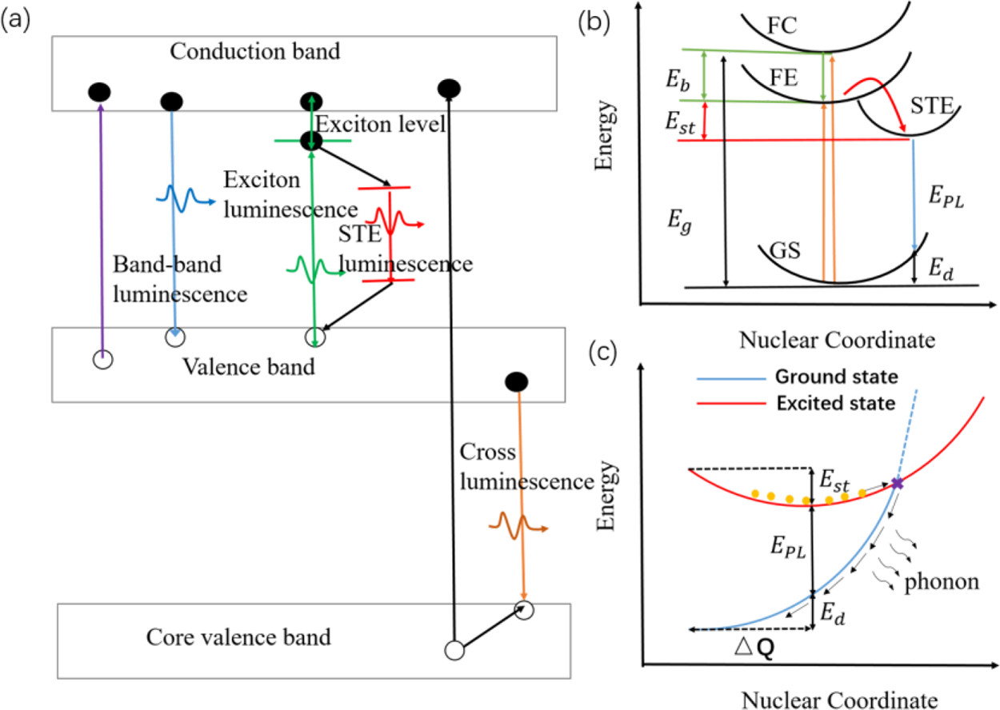 (a)
Conduction band
Exciton level
Exciton
luminescence
STE
luminescence
Band-band
luminescence
Valence band
Cross
luminescence
Core valence band
(b)
Energy
FC
FE
STE
E_b
E_st
E_g
E_PL
GS
E_d
Nuclear Coordinate
(c)
Energy
Ground state
Excited state
E_st
E_PL
phonon
E_d
△Q
Nuclear Coordinate